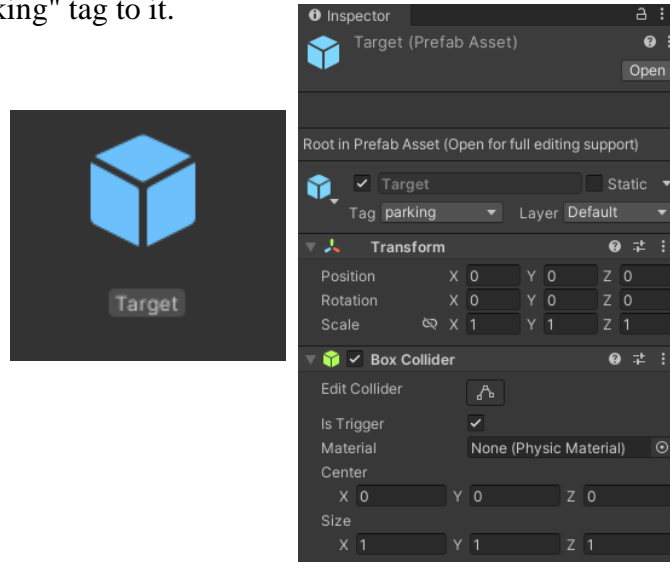 king" tag to it.
Target
Inspector
Target (Prefab Asset)
Open
Root in Prefab Asset (Open for full editing support)
Target Static
Tag parking Layer Default
Transform
Position X 0 Y 0 Z 0
Rotation X 0 Y 0 Z 0
Scale X 1 Y 1 Z 1
Box Collider
Edit Collider
Is Trigger
Material None (Physic Material)
Center
X 0 Y 0 Z 0
Size
X 1 Y 1 Z 1